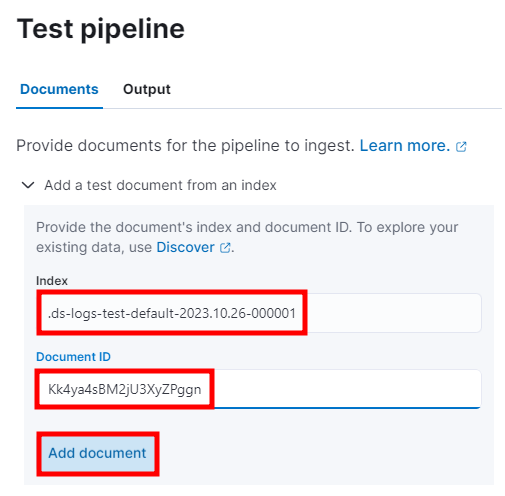 Test pipeline
Documents Output
Provide documents for the pipeline to ingest. Learn more.
Add a test document from an index
Provide the document's index and document ID. To explore your
existing data, use Discover.
Index
.ds-logs-test-default-2023.10.26-000001
Document ID
Kk4ya4sBM2jU3XyZPggn
Add document